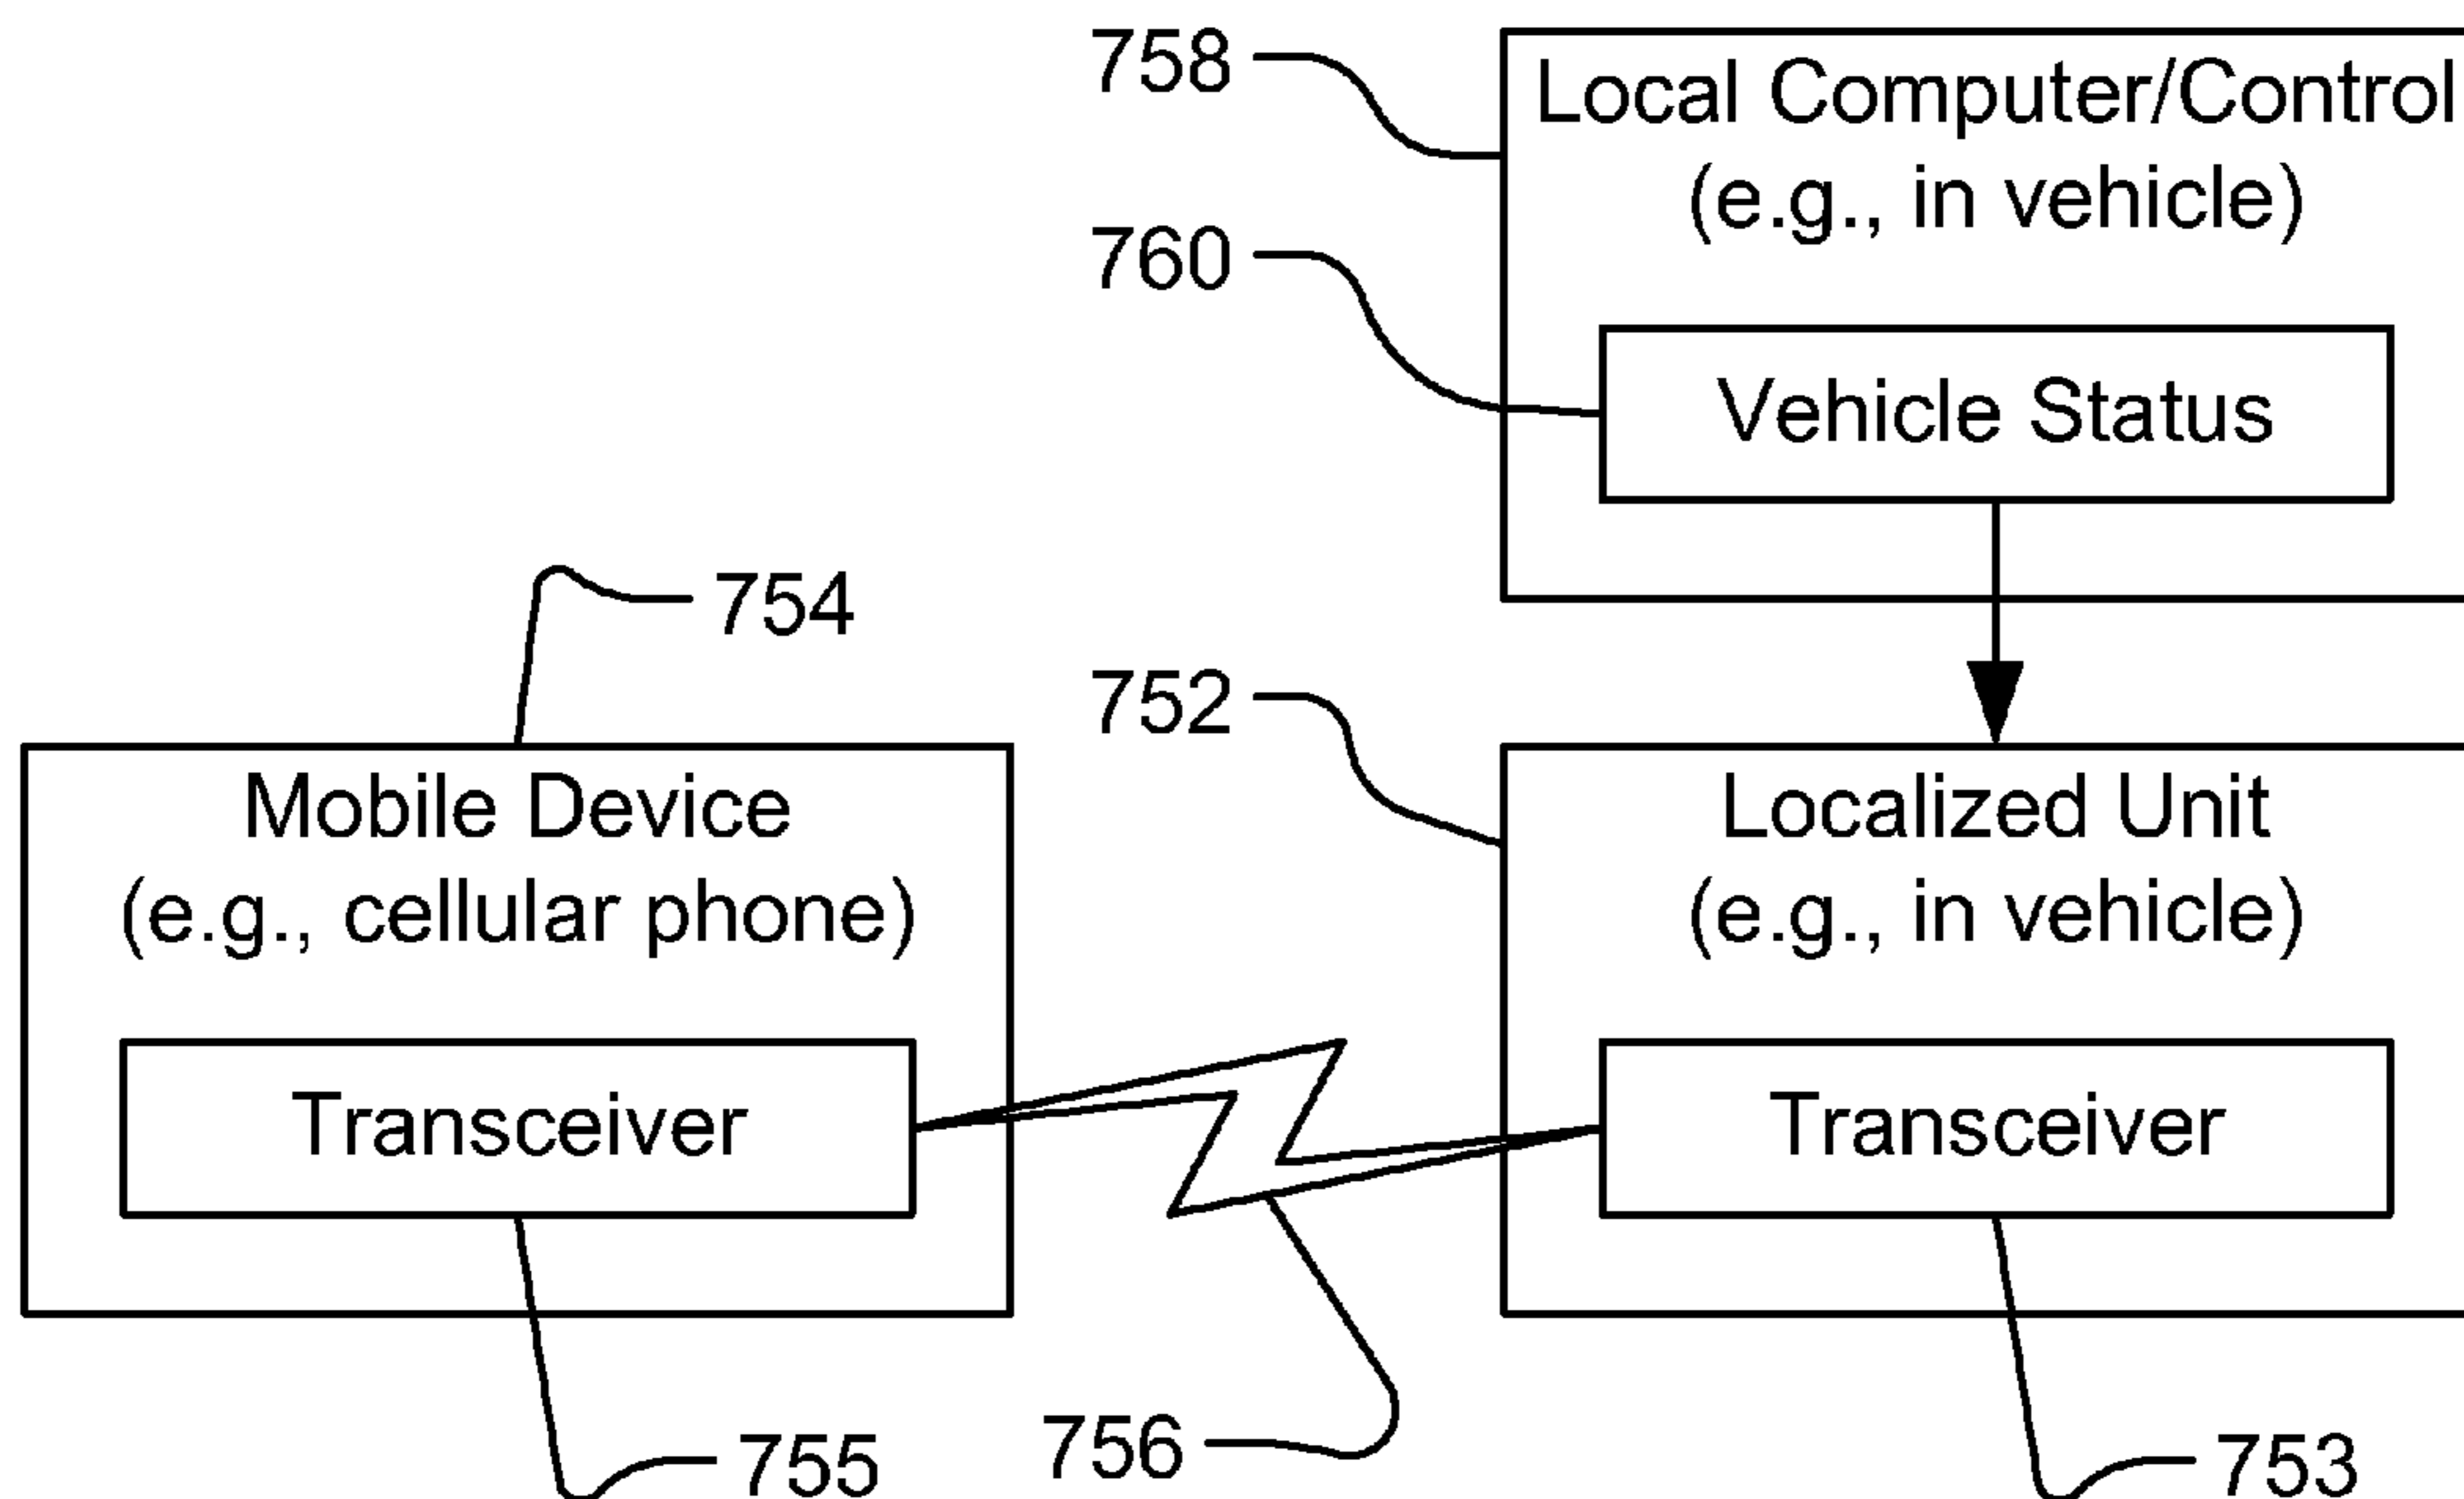 758
Local Computer/Control
(e.g., in vehicle)
760
Vehicle Status
754
752
Mobile Device
(e.g., cellular phone)
Localized Unit
(e.g., in vehicle)
Transceiver
Transceiver
755
756
753